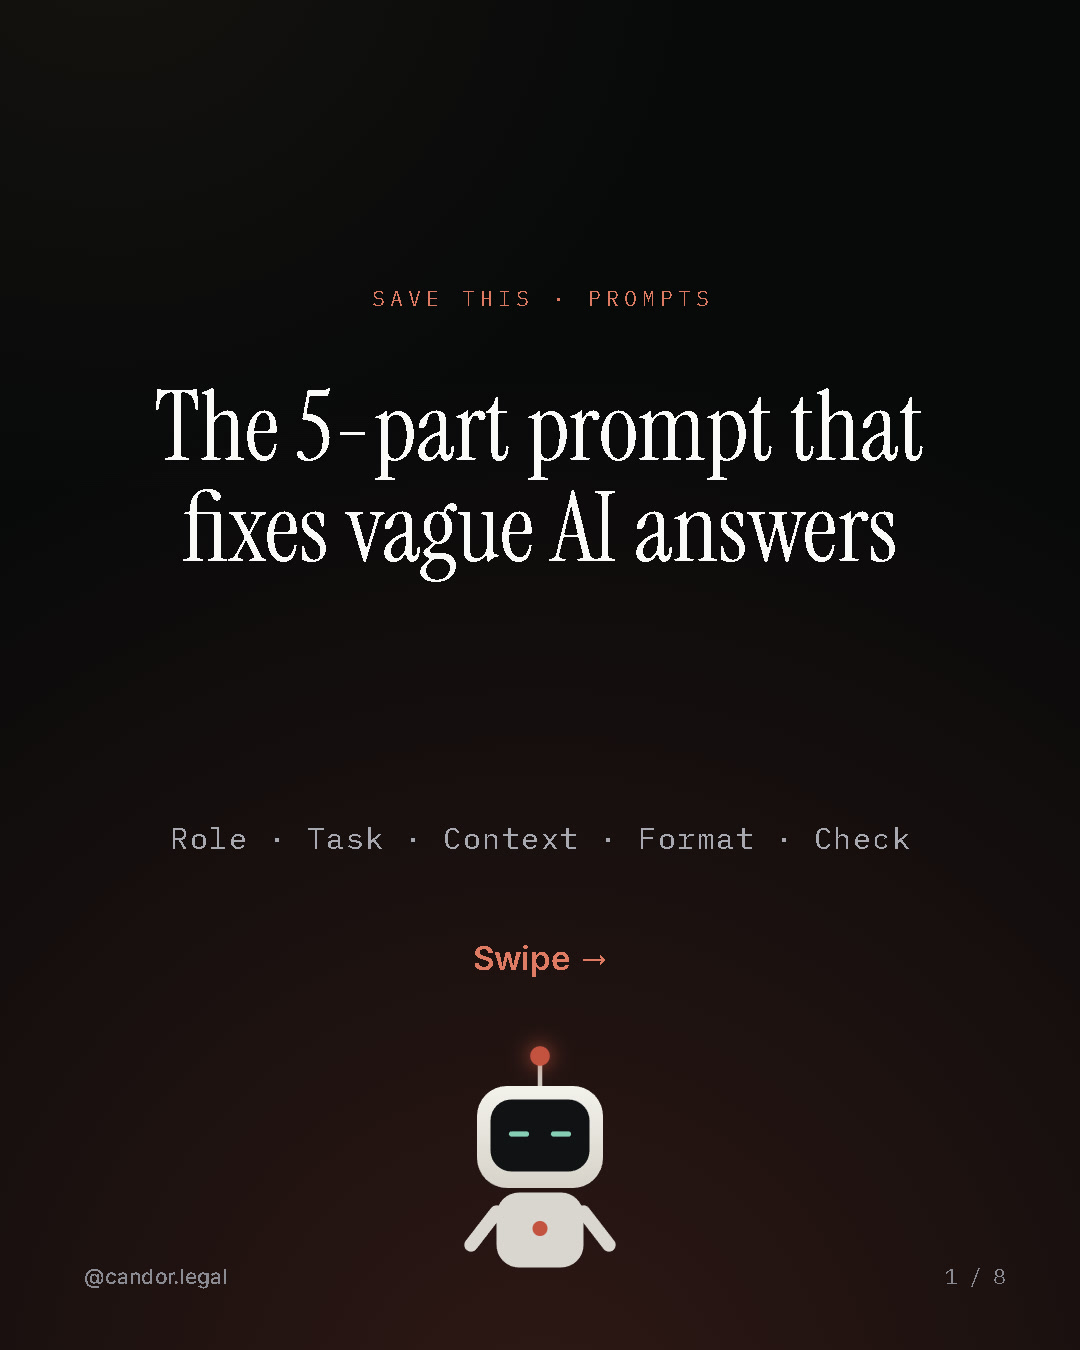 SAVE THIS · PROMPTS
The 5-part prompt that
fixes vague AI answers
Role · Task · Context · Format · Check
Swipe →
@candor.legal
1 / 8